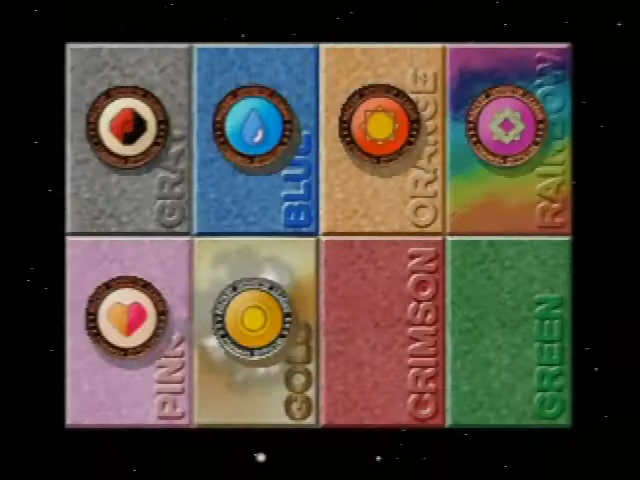 GRAY
BLUE
ORANGE
RAINBOW
PINK
GOLD
CRIMSON
GREEN